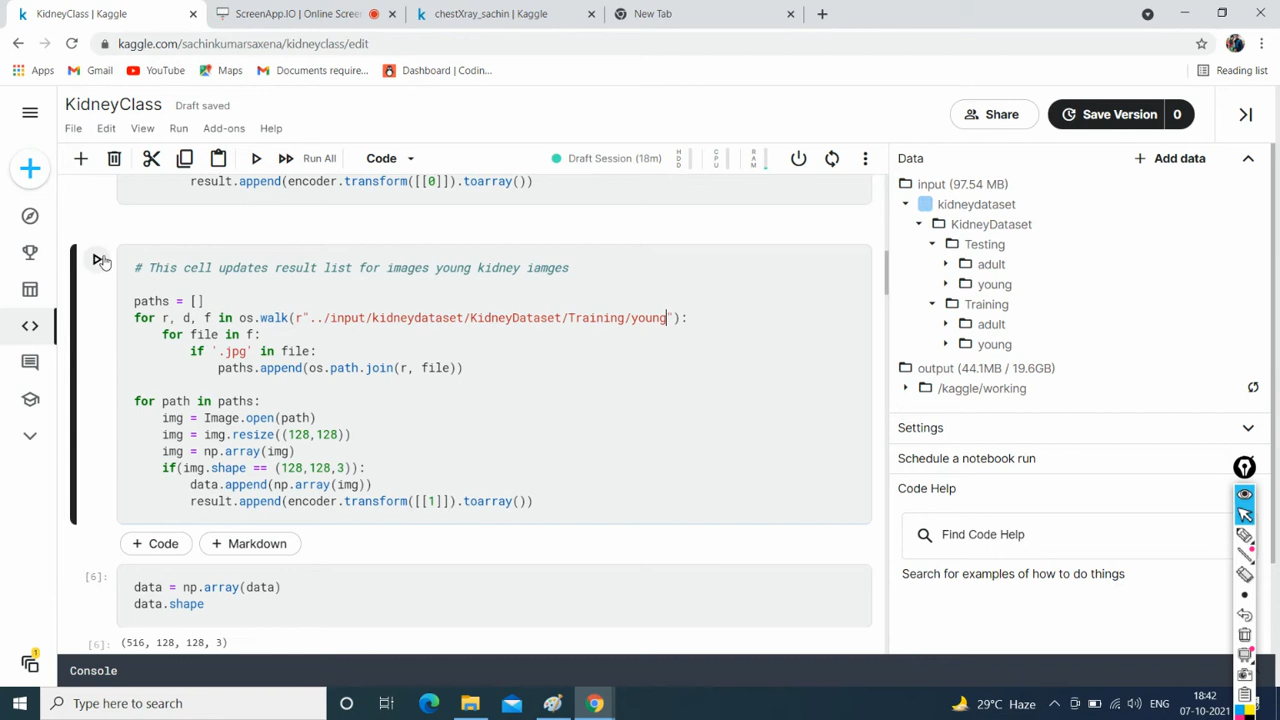 KidneyClass | Kaggle
ScreenApp.IO | Online Screen
chestXray_sachin | Kaggle
New Tab
kaggle.com/sachinkumarsaxena/kidneyclass/edit
Apps
Gmail
YouTube
Maps
Documents require...
Dashboard | Codin...
Reading list
KidneyClass
Draft saved
File Edit View Run Add-ons Help
Share
Save Version 0
Run All
Code
Draft Session (18m)
HDD
CPU
RAM
result.append(encoder.transform([[0]]).toarray())
# This cell updates result list for images young kidney iamges
paths = []
for r, d, f in os.walk(r"../input/kidneydataset/KidneyDataset/Training/young"):
for file in f:
if '.jpg' in file:
paths.append(os.path.join(r, file))
for path in paths:
img = Image.open(path)
img = img.resize((128,128))
img = np.array(img)
if(img.shape == (128,128,3)):
data.append(np.array(img))
result.append(encoder.transform([[1]]).toarray())
+ Code
+ Markdown
[6]:
data = np.array(data)
data.shape
[6]:
(516, 128, 128, 3)
Console
Data
+ Add data
input (97.54 MB)
kidneydataset
KidneyDataset
Testing
adult
young
Training
adult
young
output (44.1MB / 19.6GB)
/kaggle/working
Settings
Schedule a notebook run
Code Help
Find Code Help
Search for examples of how to do things
1
Type here to search
29°C Haze
ENG
18:42
07-10-2021